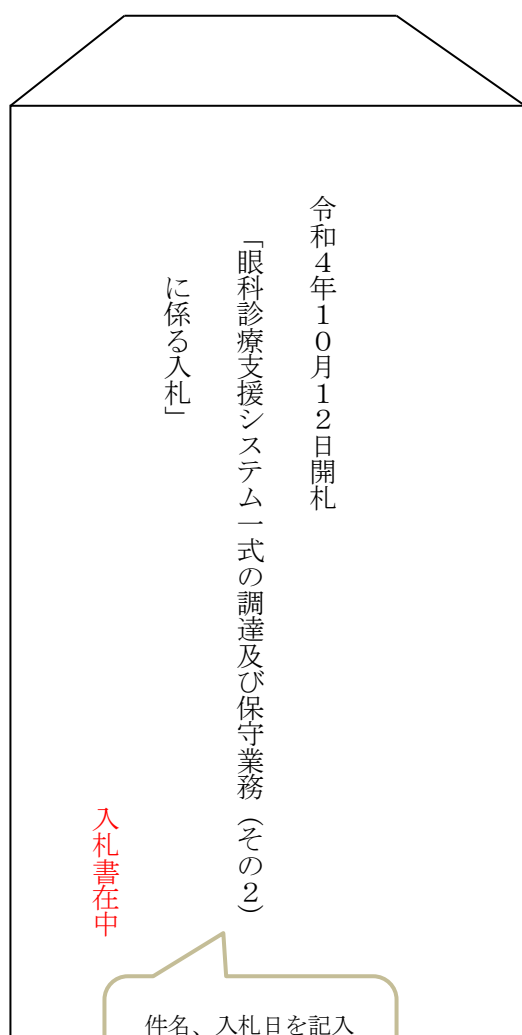 令和４年１０月１２日開札
「眼科診療支援システム一式の調達及び保守業務（その２）
に係る入札」
入札書在中
件名、入札日を記入